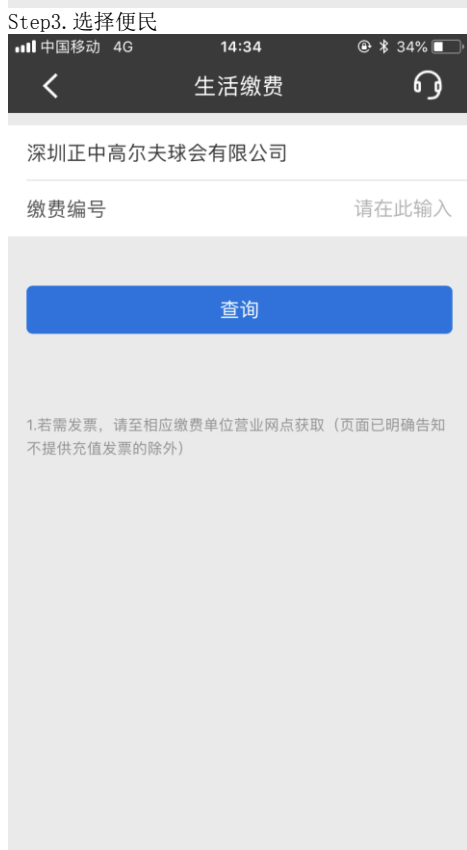 Step3.选择便民
中国移动 4G 14:34 34%
生活缴费
深圳正中高尔夫球会有限公司
缴费编号 请在此输入
查询
1.若需发票，请至相应缴费单位营业网点获取（页面已明确告知
不提供充值发票的除外）